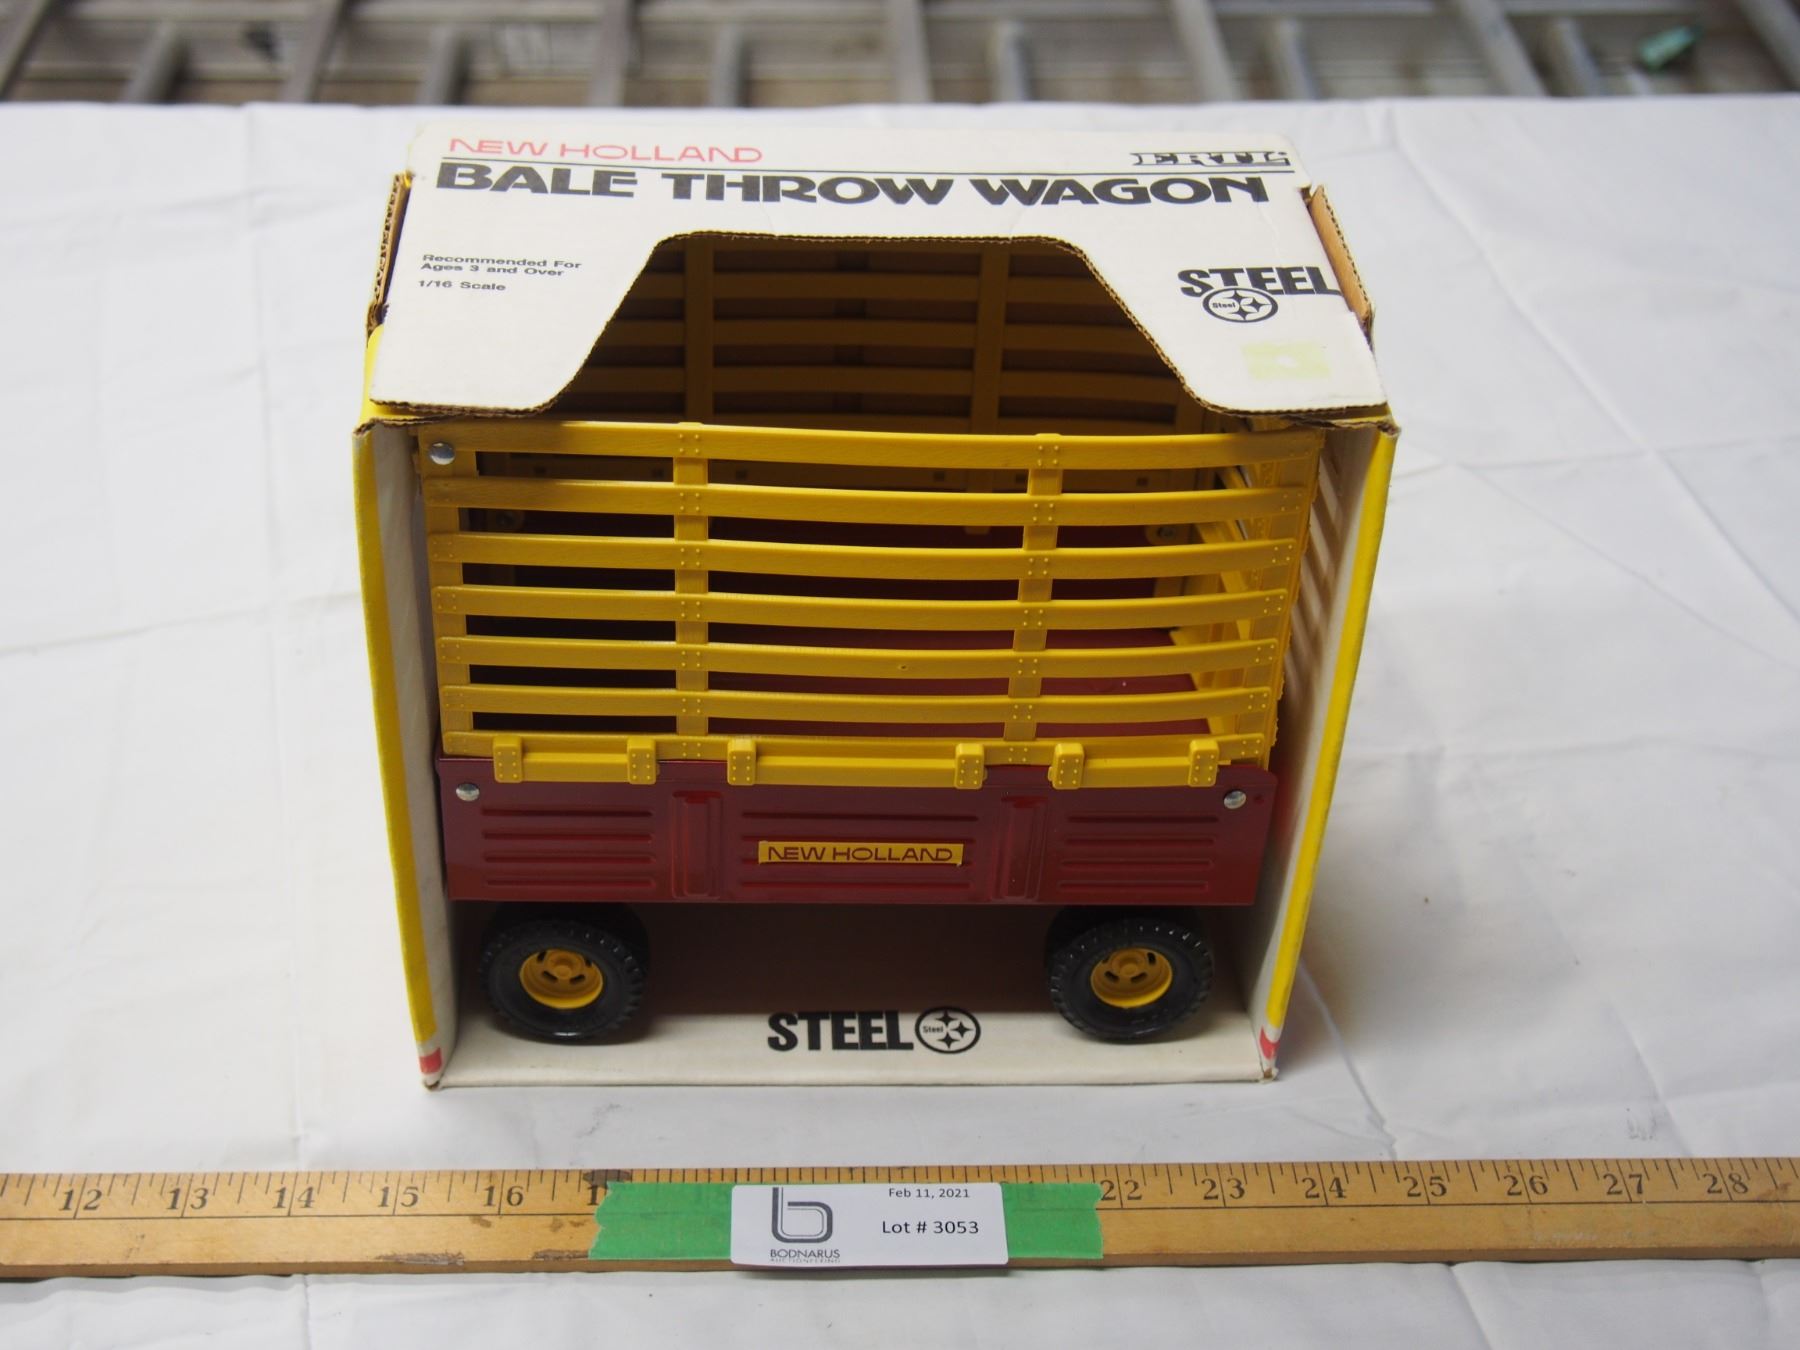 NEW HOLLAND
ERTL
BALE THROW WAGON
Recommended For
Ages 3 and Over
1/16 Scale
STEEL
Steel
NEW HOLLAND
STEEL
Steel
12 13 14 15 16 22 23 24 25 26 27 28
Feb 11, 2021
Lot # 3053
BODNARUS
AUCTIONEERING